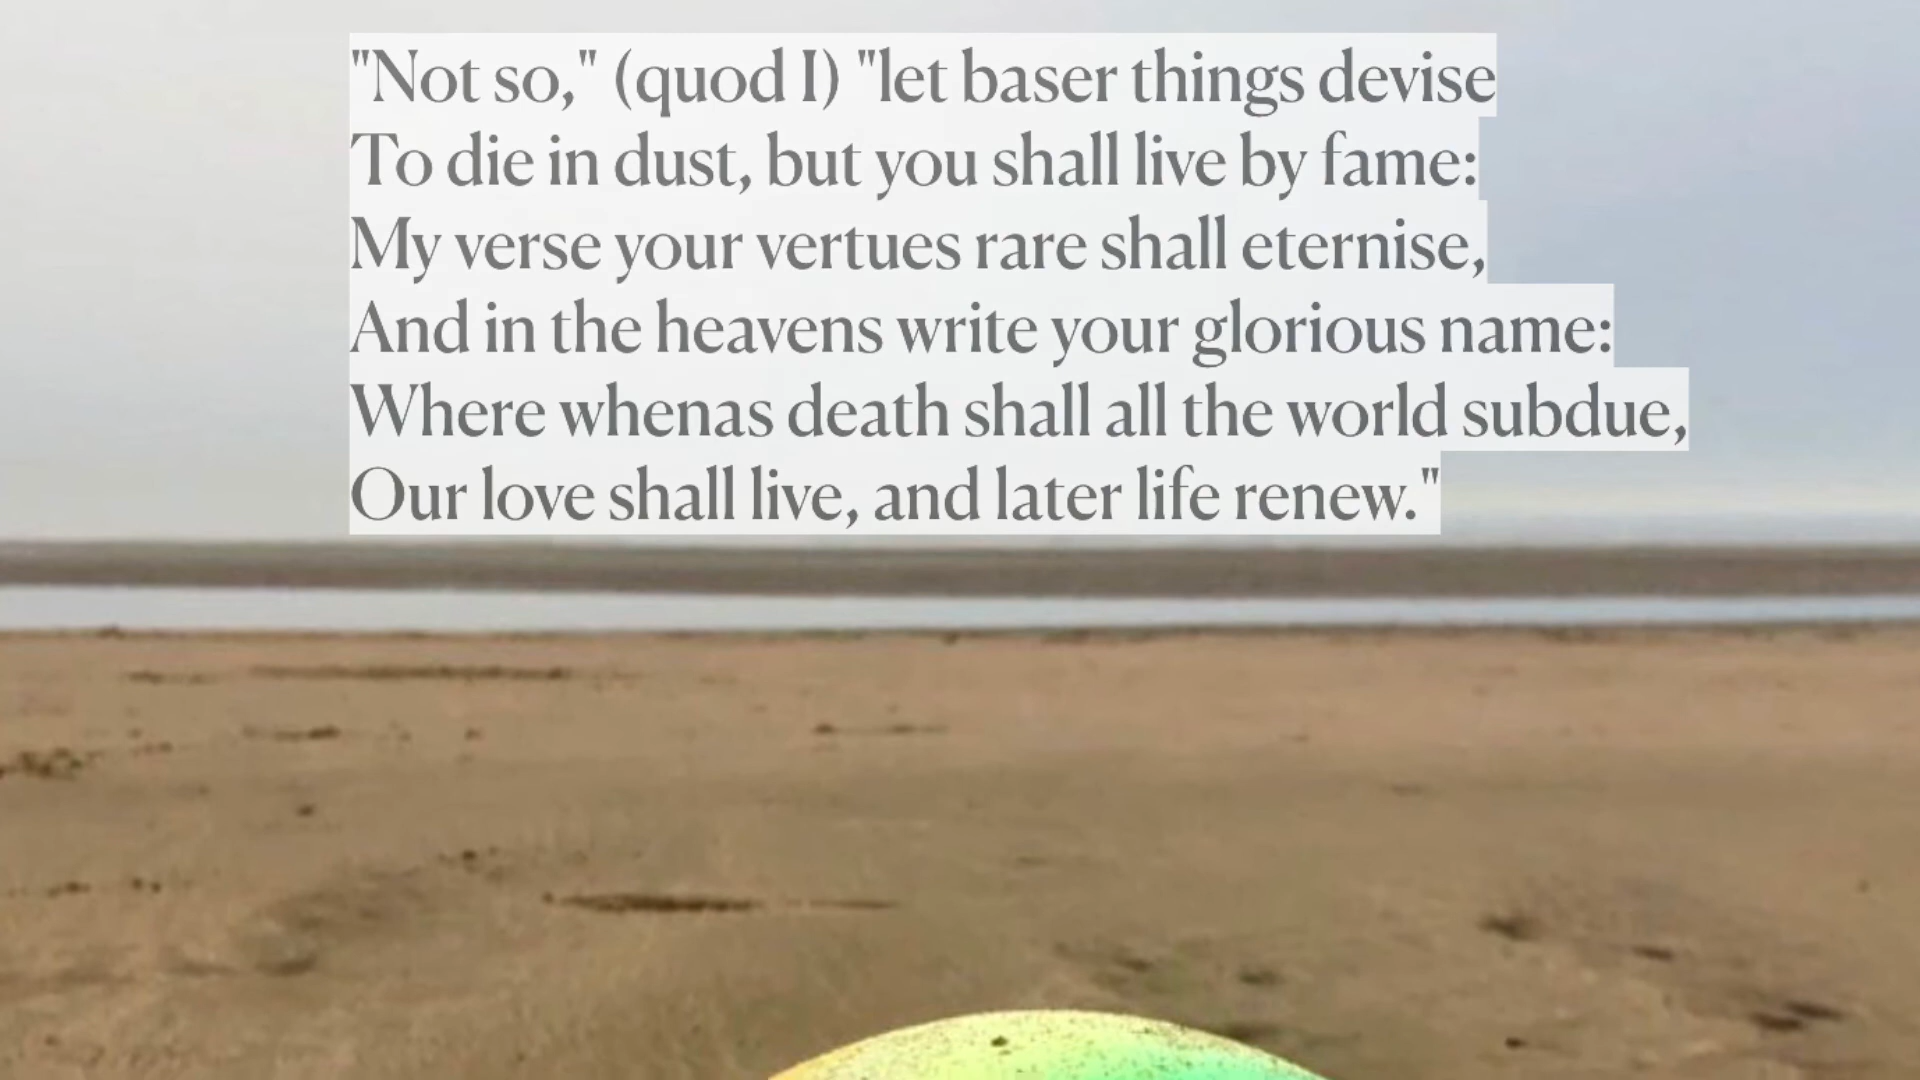 "Not so," (quod I) "let baser things devise
To die in dust, but you shall live by fame:
My verse your vertues rare shall eternise,
And in the heavens write your glorious name:
Where whenas death shall all the world subdue,
Our love shall live, and later life renew."